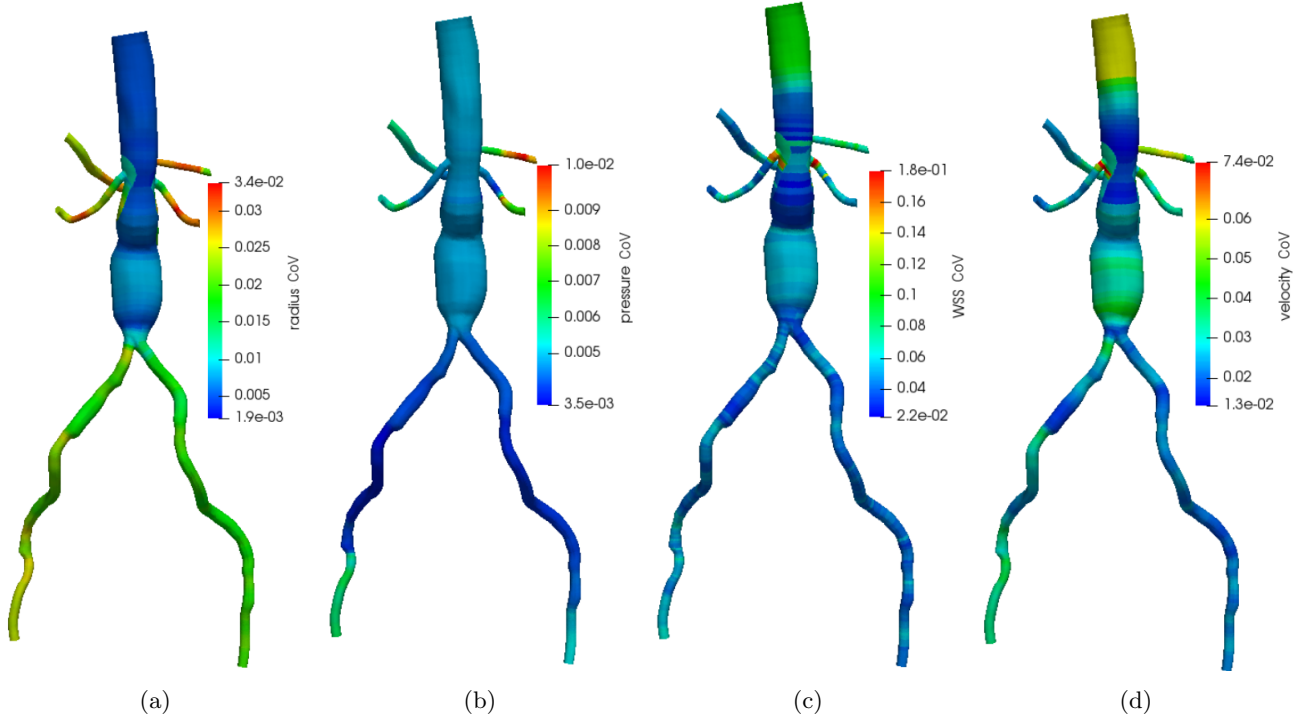 3.4e-02
0.03
0.025
0.02
0.015
0.01
0.005
1.9e-03
radius CoV
1.0e-02
0.009
0.008
0.007
0.006
0.005
3.5e-03
pressure CoV
1.8e-01
0.16
0.14
0.12
0.1
0.08
0.06
0.04
2.2e-02
WSS CoV
7.4e-02
0.06
0.05
0.04
0.03
0.02
1.3e-02
velocity CoV
(a)
(b)
(c)
(d)